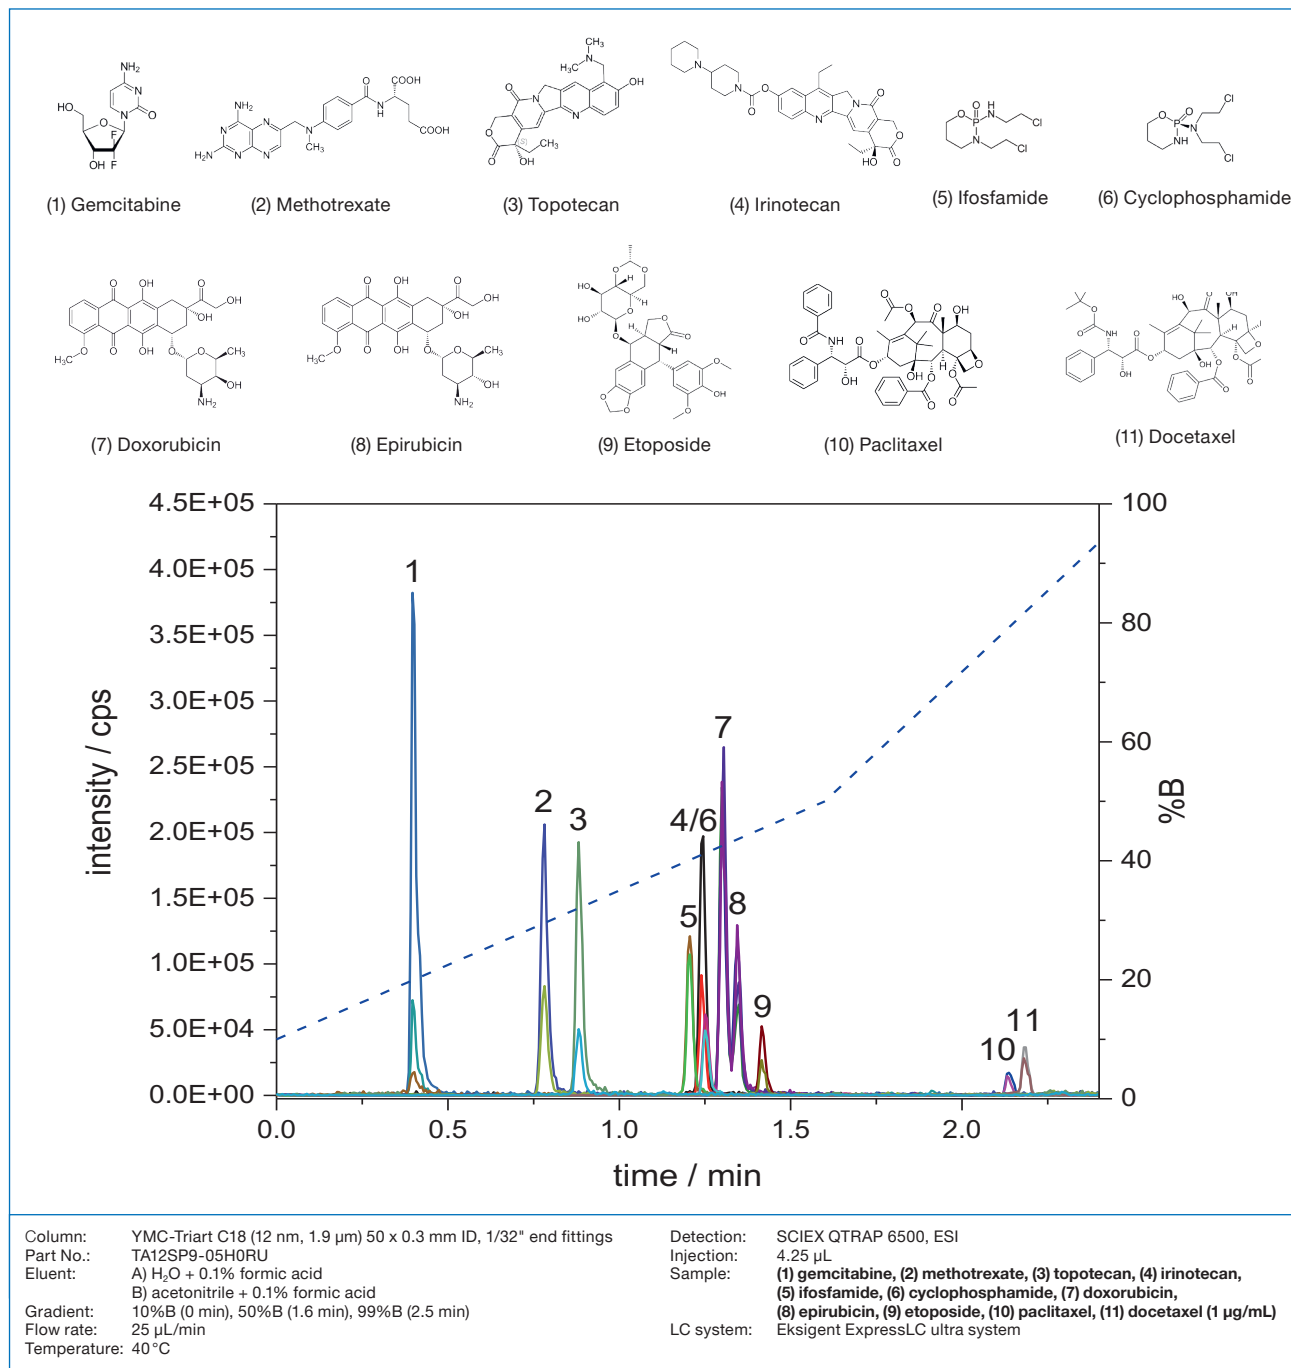 (1) Gemcitabine
(2) Methotrexate
(3) Topotecan
(4) Irinotecan
(5) Ifosfamide
(6) Cyclophosphamide
(7) Doxorubicin
(8) Epirubicin
(9) Etoposide
(10) Paclitaxel
(11) Docetaxel
4.5E+05
4.0E+05
3.5E+05
3.0E+05
2.5E+05
2.0E+05
1.5E+05
1.0E+05
5.0E+04
0.0E+00
intensity / cps
1
2
3
4/6
5
7
8
9
10
11
100
80
60
40
20
0
%B
0.0
0.5
1.0
1.5
2.0
time / min
Column: YMC-Triart C18 (12 nm, 1.9 µm) 50 x 0.3 mm ID, 1/32" end fittings
Part No.: TA12SP9-05H0RU
Eluent: A) H₂O + 0.1% formic acid
B) acetonitrile + 0.1% formic acid
Gradient: 10%B (0 min), 50%B (1.6 min), 99%B (2.5 min)
Flow rate: 25 µL/min
Temperature: 40 °C
Detection: SCIEX QTRAP 6500, ESI
Injection: 4.25 µL
Sample: (1) gemcitabine, (2) methotrexate, (3) topotecan, (4) irinotecan,
(5) ifosfamide, (6) cyclophosphamide, (7) doxorubicin,
(8) epirubicin, (9) etoposide, (10) paclitaxel, (11) docetaxel (1 µg/mL)
LC system: Eksigent ExpressLC ultra system